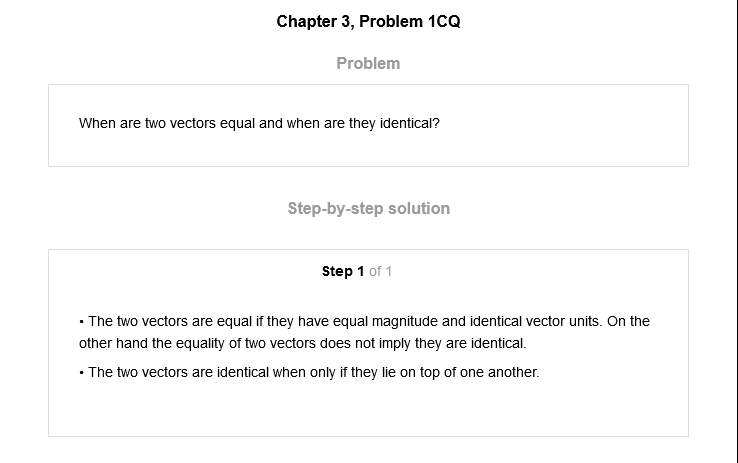 Chapter 3, Problem 1CQ
Problem
When are two vectors equal and when are they identical?
Step-by-step solution
Step 1 of 1
• The two vectors are equal if they have equal magnitude and identical vector units. On the
other hand the equality of two vectors does not imply they are identical.
• The two vectors are identical when only if they lie on top of one another.